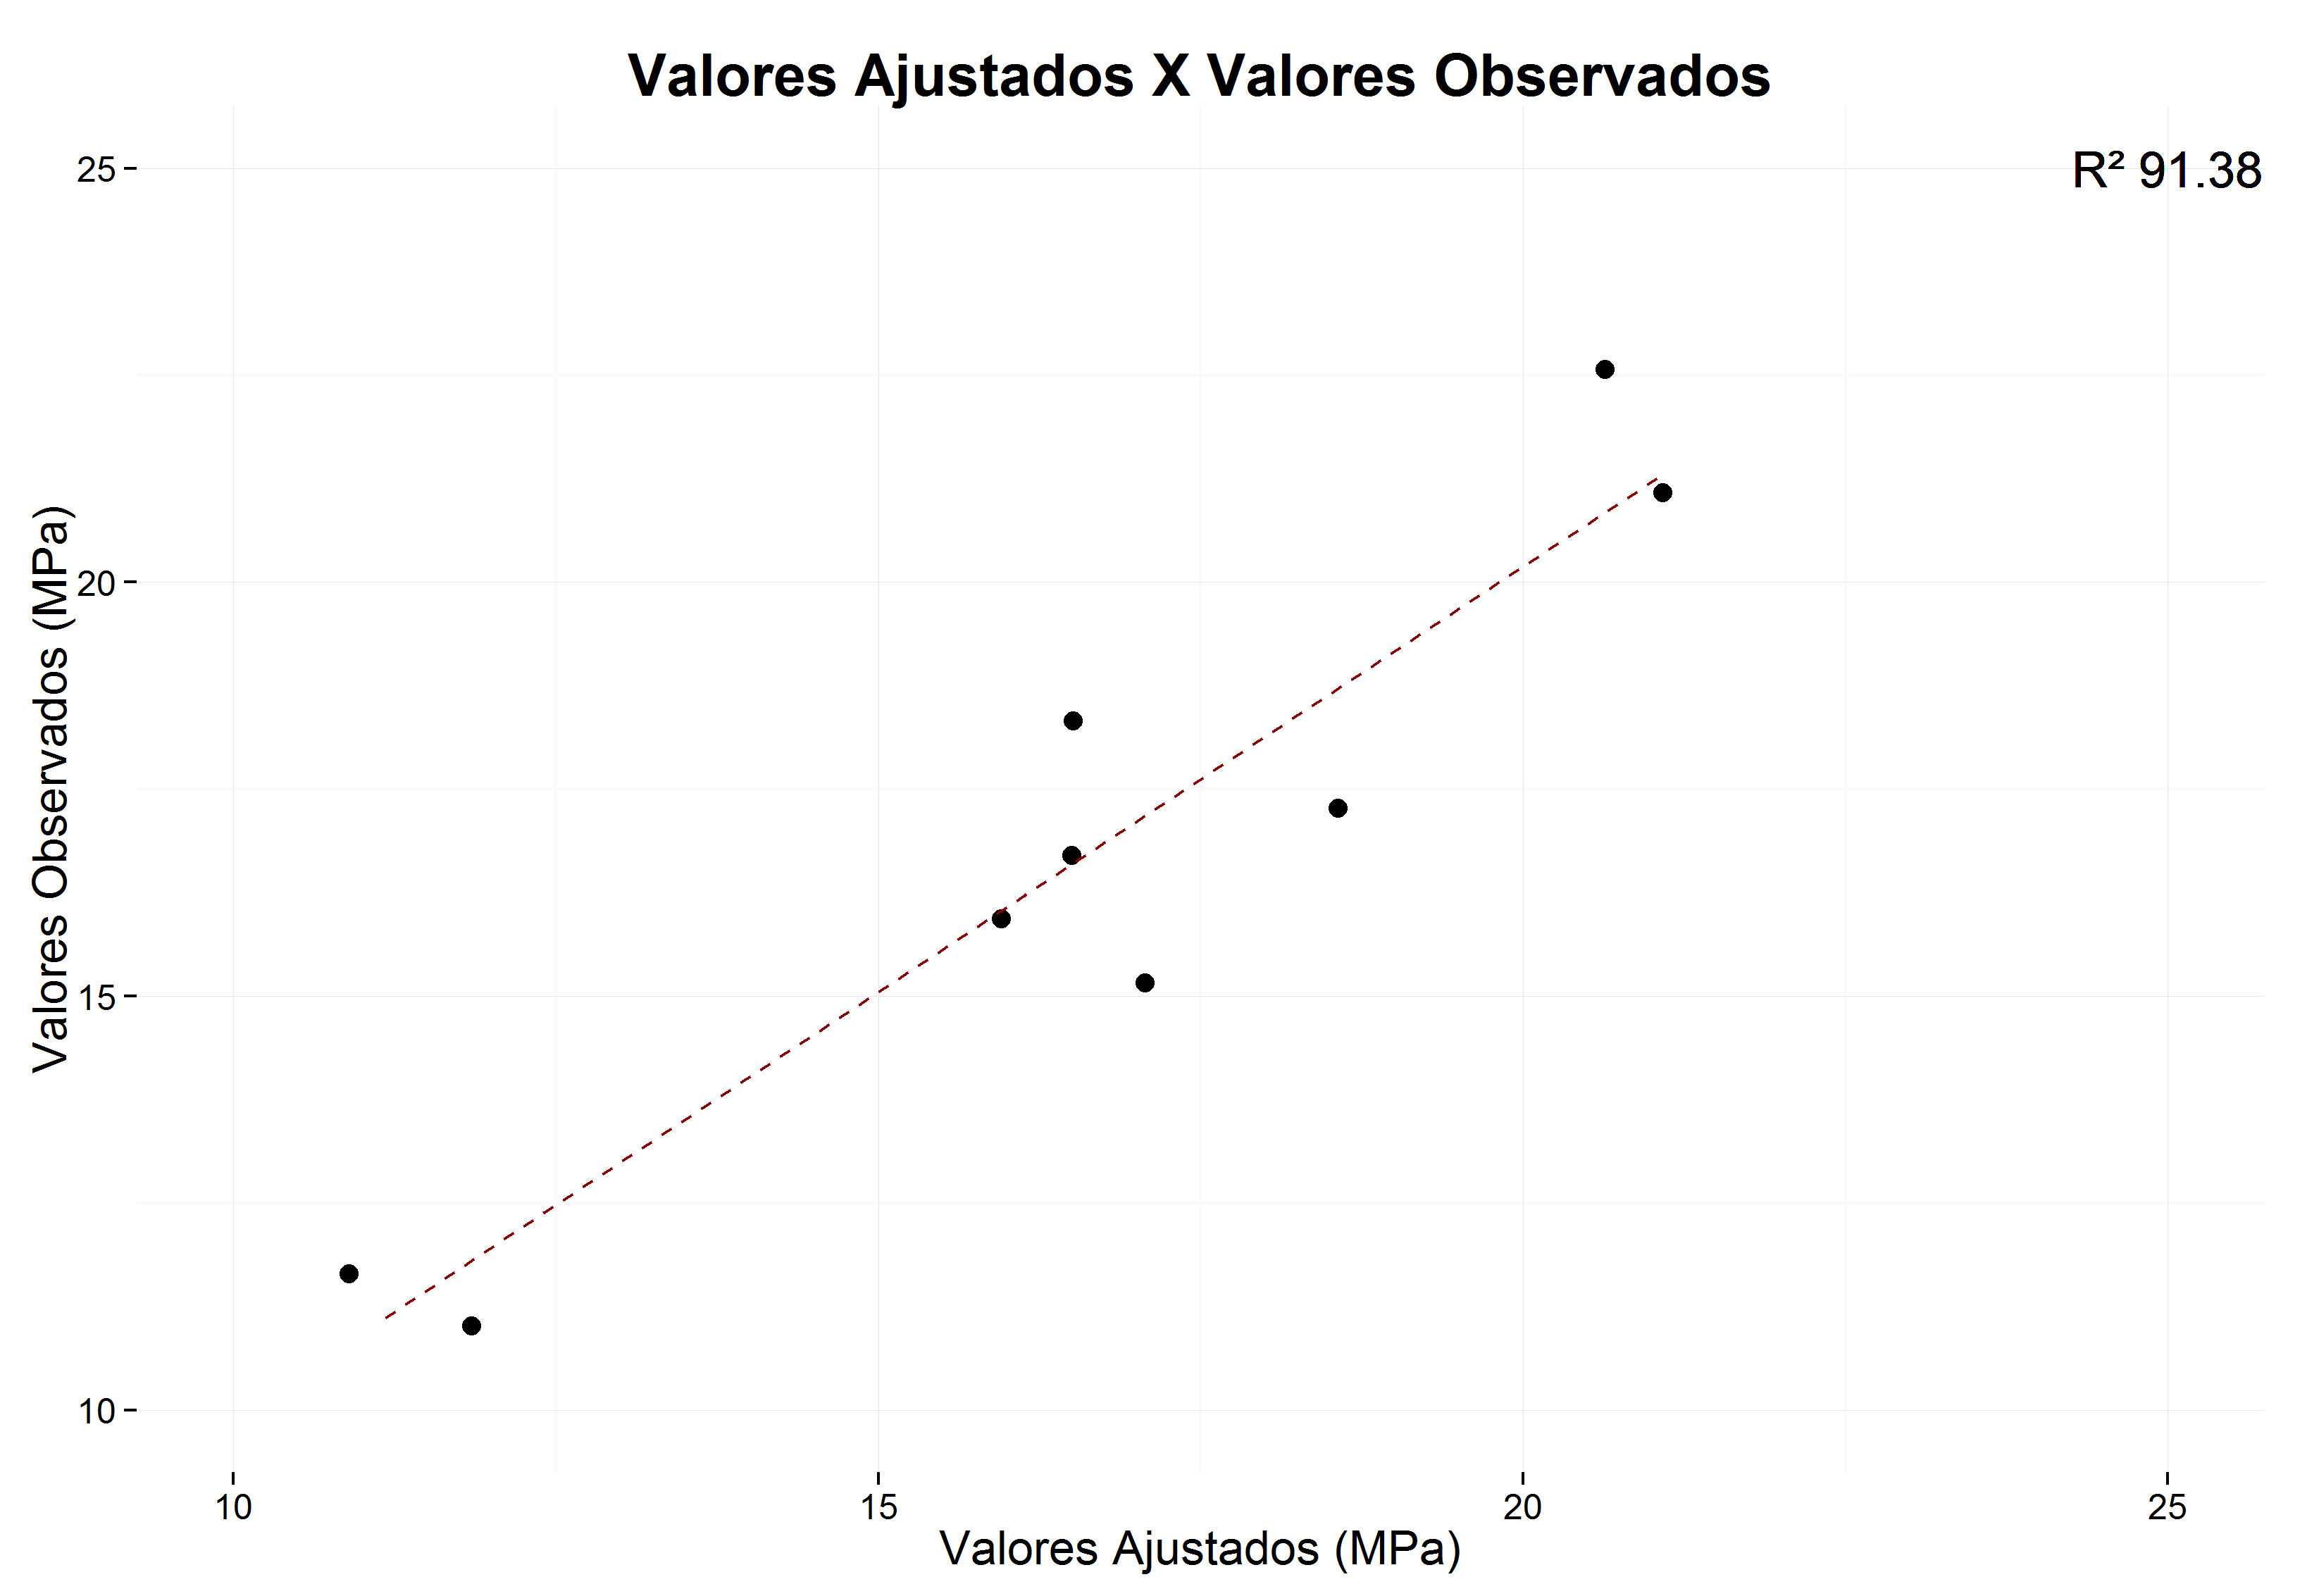 Valores Ajustados X Valores Observados
R² 91.38
25
20
15
10
Valores Observados (MPa)
10 15 20 25
Valores Ajustados (MPa)